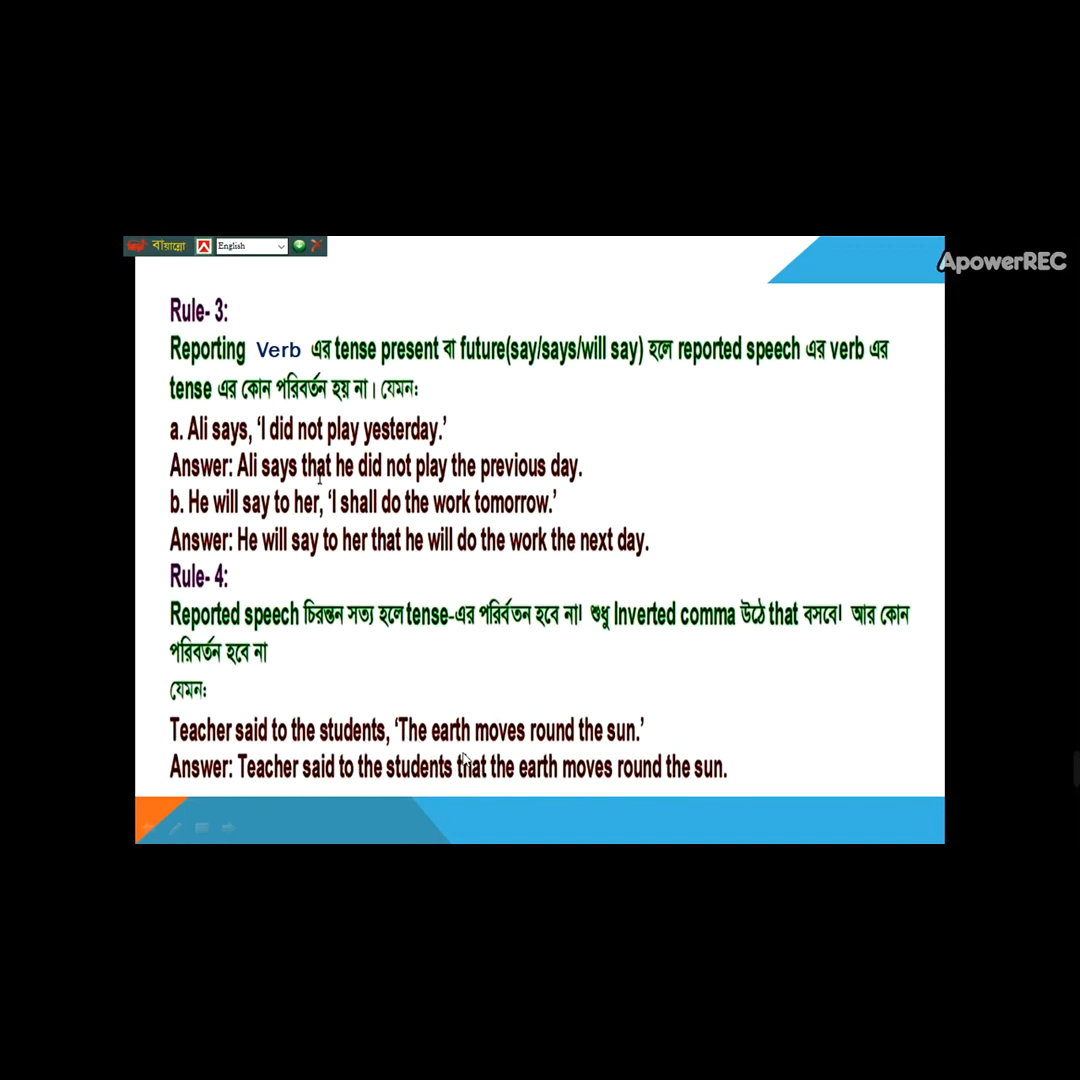 বায়ান্নো English
ApowerREC
Rule- 3:
Reporting Verb এর tense present বা future(say/says/will say) হলে reported speech এর verb এর
tense এর কোন পরিবর্তন হয় না। যেমন:
a. Ali says, ‘I did not play yesterday.’
Answer: Ali says that he did not play the previous day.
b. He will say to her, ‘I shall do the work tomorrow.’
Answer: He will say to her that he will do the work the next day.
Rule- 4:
Reported speech চিরন্তন সত্য হলে tense-এর পরির্বতন হবে না। শুধু Inverted comma উঠে that বসবে। আর কোন
পরিবর্তন হবে না
যেমন:
Teacher said to the students, ‘The earth moves round the sun.’
Answer: Teacher said to the students that the earth moves round the sun.